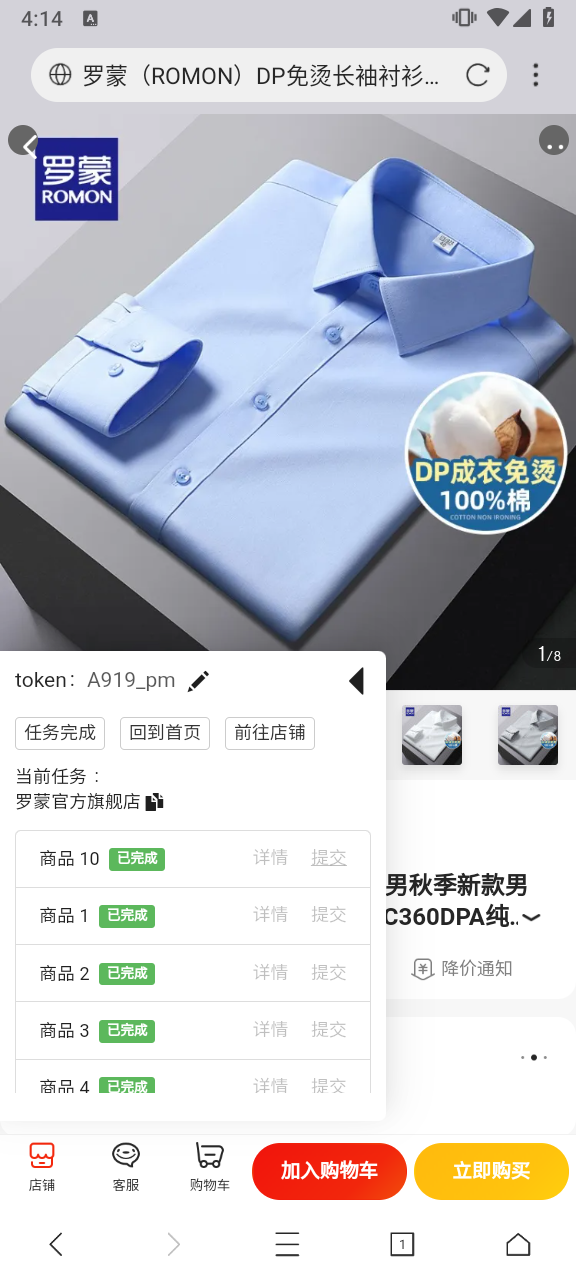 4:14
A
罗蒙（ROMON）DP免烫长袖衬衫...
罗蒙
ROMON
DP成衣免烫
100%棉
COTTON NON IRONING
1/8
token： A919_pm
任务完成 回到首页 前往店铺
当前任务：
罗蒙官方旗舰店
商品 10 已完成 详情 提交
商品 1 已完成 详情 提交
商品 2 已完成 详情 提交
商品 3 已完成 详情 提交
商品 4 已完成 详情 提交
男秋季新款男
C360DPA纯..
降价通知
店铺 客服 购物车 加入购物车 立即购买
1